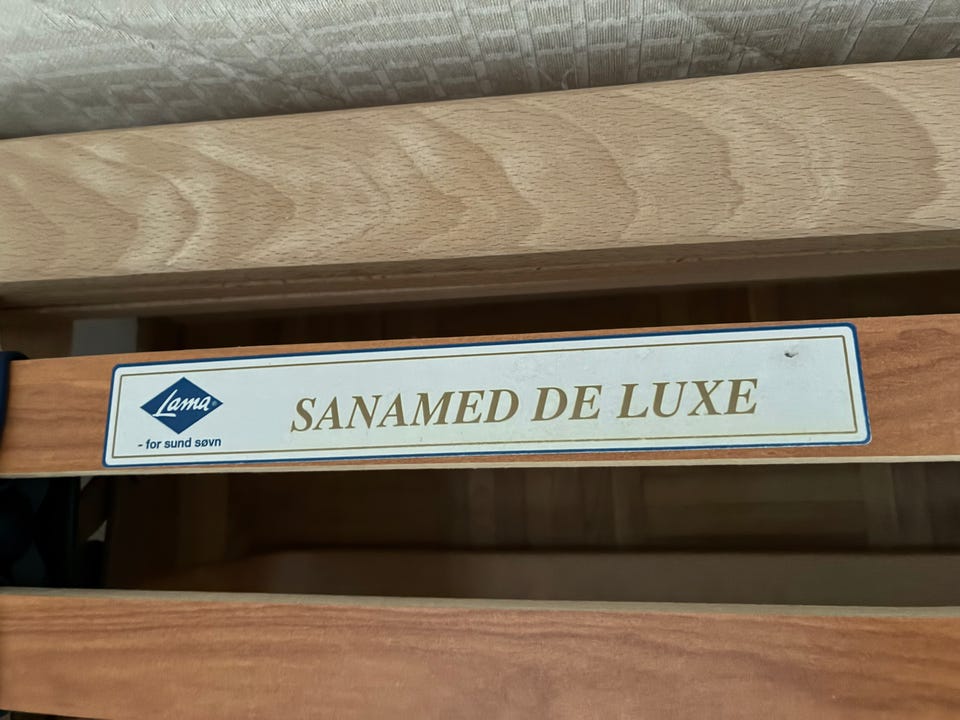 Lama®
- for sund søvn
SANAMED DE LUXE